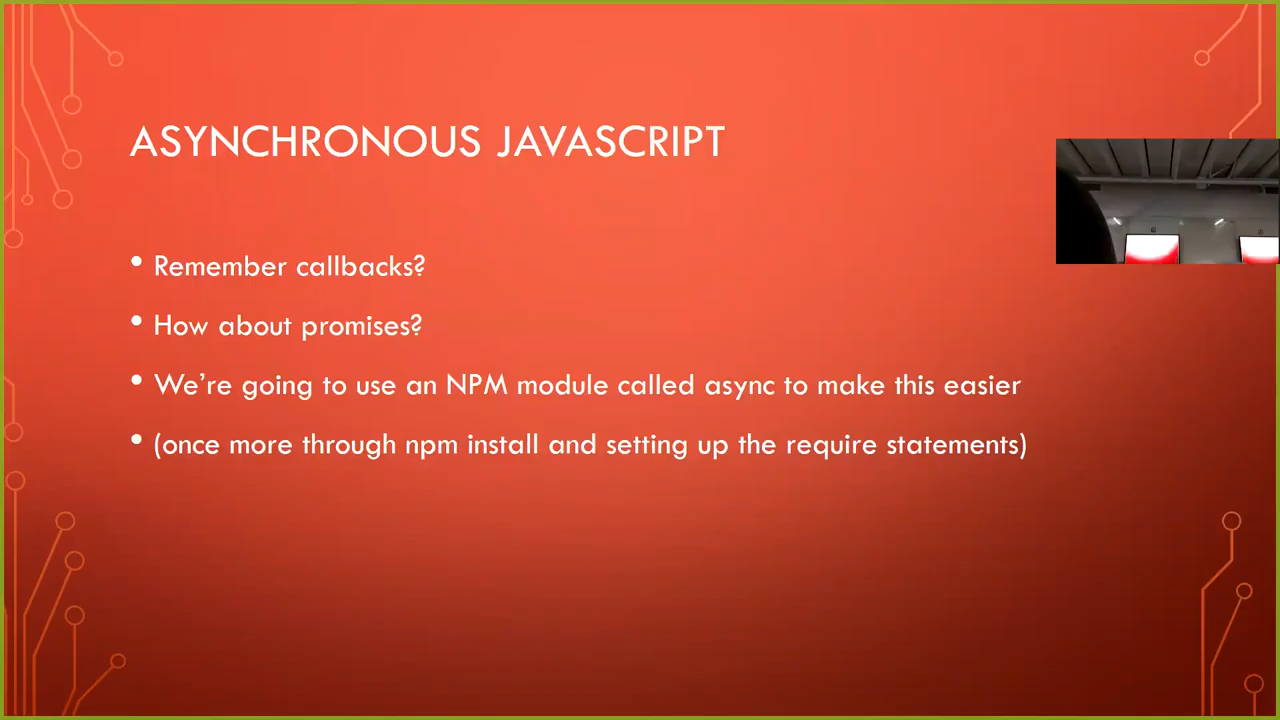 ASYNCHRONOUS JAVASCRIPT
• Remember callbacks?
• How about promises?
• We're going to use an NPM module called async to make this easier
• (once more through npm install and setting up the require statements)